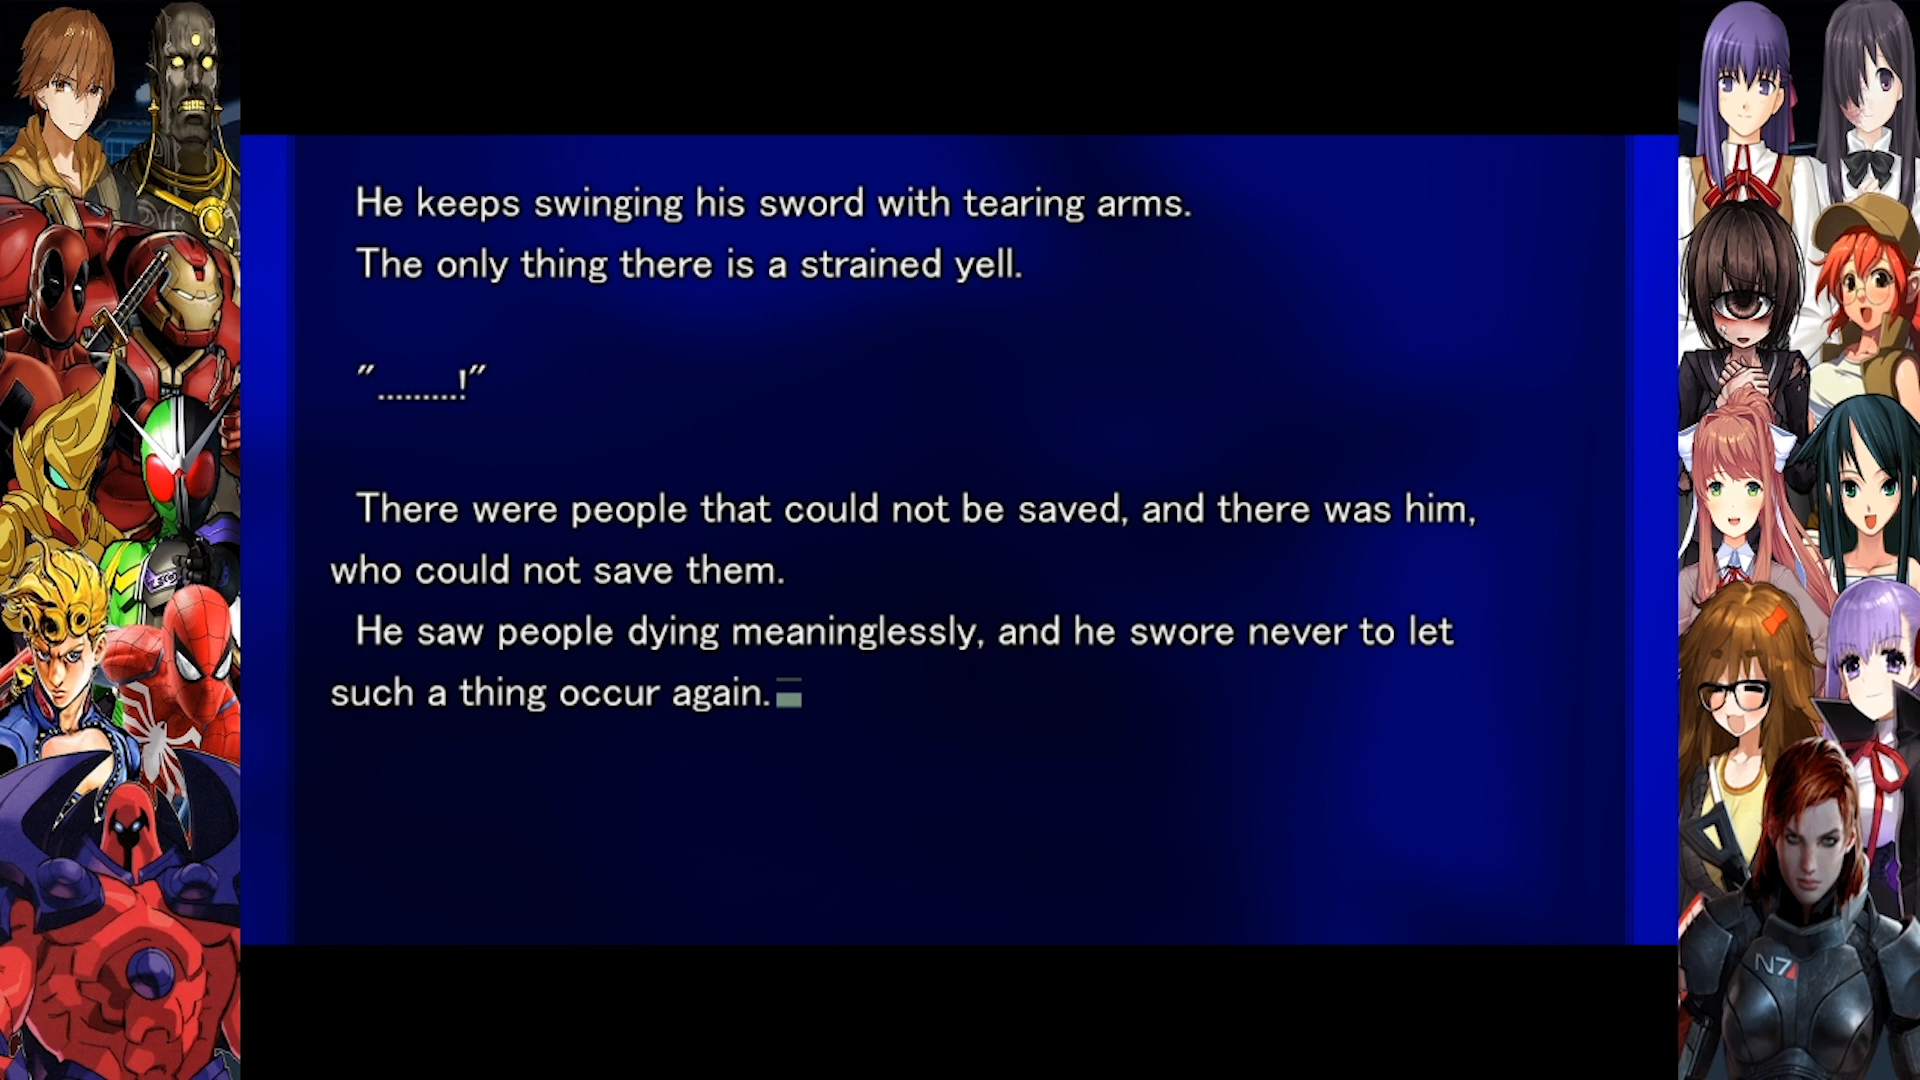 He keeps swinging his sword with tearing arms.
The only thing there is a strained yell.
".........!"
There were people that could not be saved, and there was him,
who could not save them.
He saw people dying meaninglessly, and he swore never to let
such a thing occur again.
N7